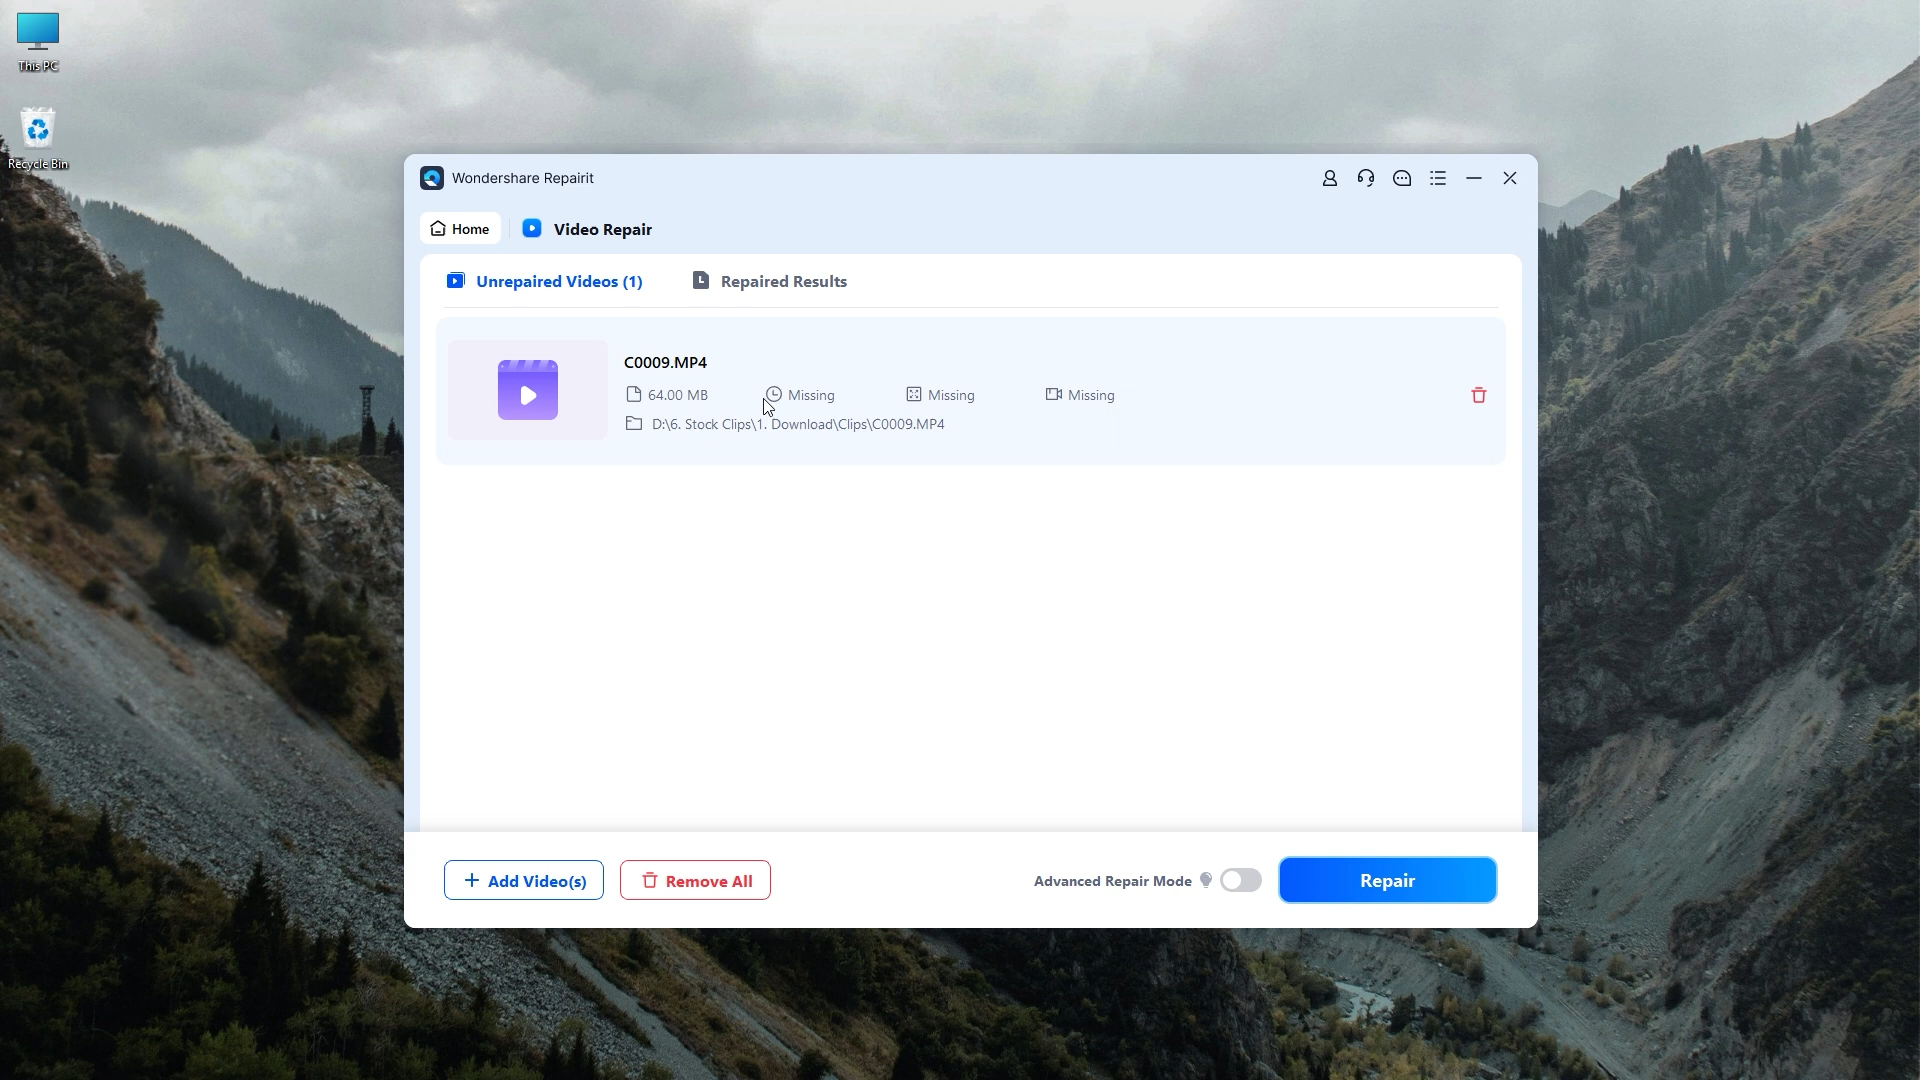 This PC
Recycle Bin
Wondershare Repairit
Home
Video Repair
Unrepaired Videos (1)
Repaired Results
C0009.MP4
64.00 MB
Missing
Missing
Missing
D:\6. Stock Clips\1. Download\Clips\C0009.MP4
Add Video(s)
Remove All
Advanced Repair Mode
Repair